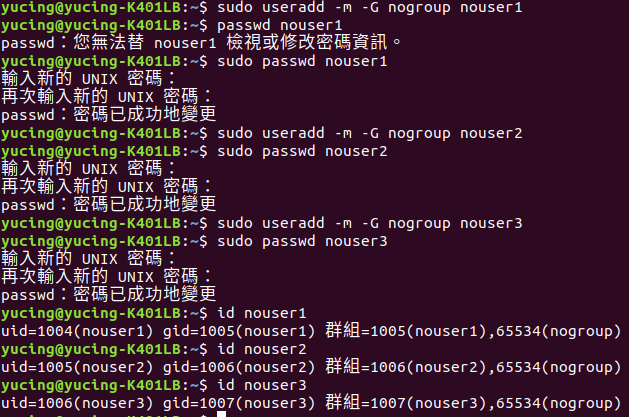 yucing@yucing-K401LB:~$ sudo useradd -m -G nogroup nouser1
yucing@yucing-K401LB:~$ passwd nouser1
passwd：您無法替 nouser1 檢視或修改密碼資訊。
yucing@yucing-K401LB:~$ sudo passwd nouser1
輸入新的 UNIX 密碼：
再次輸入新的 UNIX 密碼：
passwd：密碼已成功地變更
yucing@yucing-K401LB:~$ sudo useradd -m -G nogroup nouser2
yucing@yucing-K401LB:~$ sudo passwd nouser2
輸入新的 UNIX 密碼：
再次輸入新的 UNIX 密碼：
passwd：密碼已成功地變更
yucing@yucing-K401LB:~$ sudo useradd -m -G nogroup nouser3
yucing@yucing-K401LB:~$ sudo passwd nouser3
輸入新的 UNIX 密碼：
再次輸入新的 UNIX 密碼：
passwd：密碼已成功地變更
yucing@yucing-K401LB:~$ id nouser1
uid=1004(nouser1) gid=1005(nouser1) 群組=1005(nouser1),65534(nogroup)
yucing@yucing-K401LB:~$ id nouser2
uid=1005(nouser2) gid=1006(nouser2) 群組=1006(nouser2),65534(nogroup)
yucing@yucing-K401LB:~$ id nouser3
uid=1006(nouser3) gid=1007(nouser3) 群組=1007(nouser3),65534(nogroup)
yucing@yucing-K401LB:~$